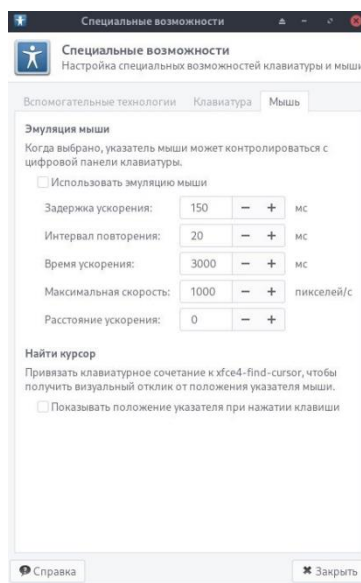 Специальные возможности
Специальные возможности
Настройка специальных возможностей клавиатуры и мыши
Вспомогательные технологии Клавиатура Мышь
Эмуляция мыши
Когда выбрано, указатель мыши может контролироваться с
цифровой панели клавиатуры.
Использовать эмуляцию мыши
Задержка ускорения: 150 − + мс
Интервал повторения: 20 − + мс
Время ускорения: 3000 − + мс
Максимальная скорость: 1000 − + пикселей/с
Расстояние ускорения: 0 − +
Найти курсор
Привязать клавиатурное сочетание к xfce4-find-cursor, чтобы
получить визуальный отклик от положения указателя мыши.
Показывать положение указателя при нажатии клавиши
Справка Закрыть